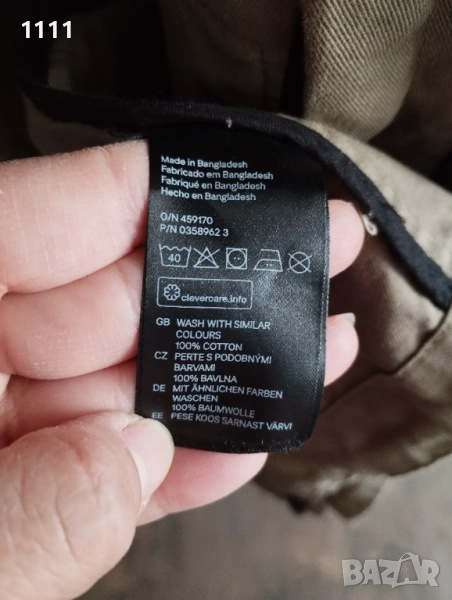 1111
Made in Bangladesh
Fabricado em Bangladesh
Fabriqué en Bangladesh
Hecho en Bangladesh
O/N 459170
P/N 0358962 3
40
clevercare.info
GB WASH WITH SIMILAR
COLOURS
100% COTTON
CZ PERTE S PODOBNÝMI
BARVAMI
100% BAVLNA
DE MIT ÄHNLICHEN FARBEN
WASCHEN
100% BAUMWOLLE
EE PESE KOOS SARNAST VÄRVI
BAZAR